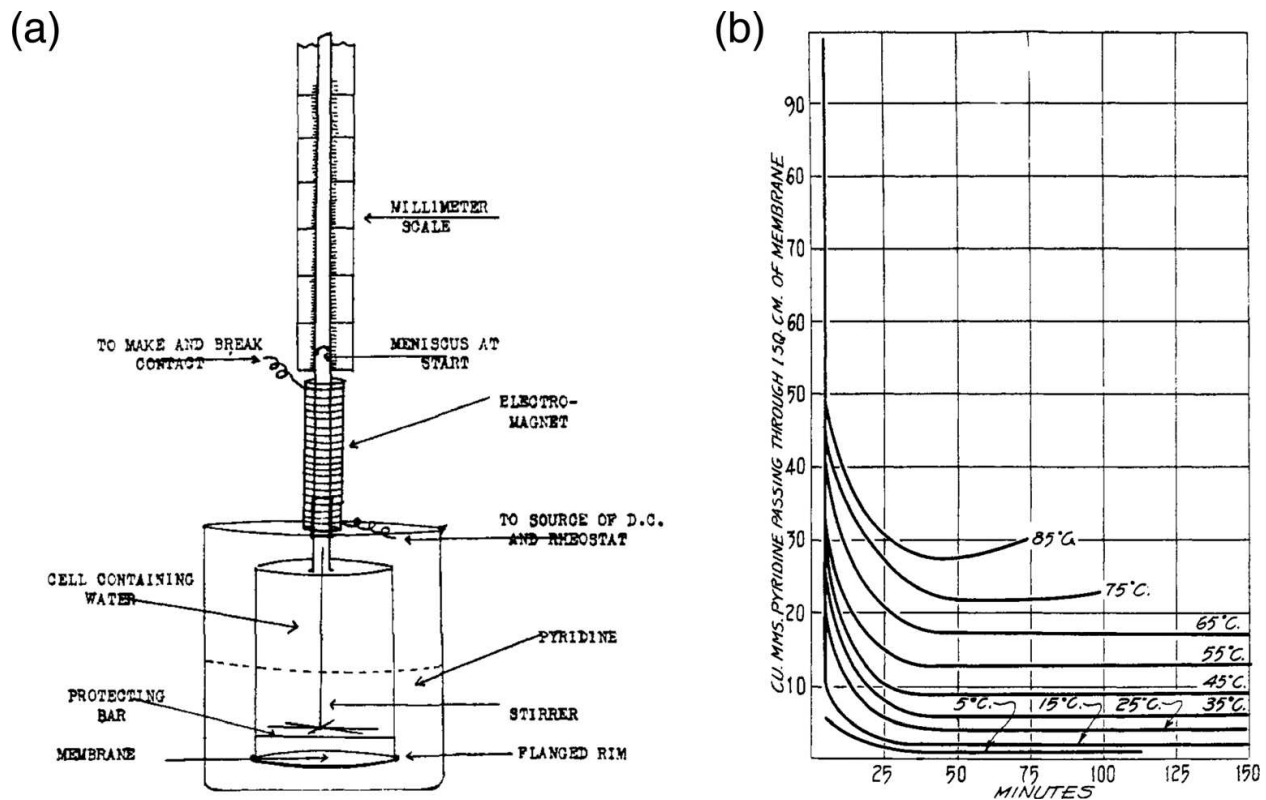 (a)
MILLIMETER
SCALE
TO MAKE AND BREAK
CONTACT
MENISCUS AT
START
ELECTRO-
MAGNET
TO SOURCE OF D.C.
AND RHEOSTAT
CELL CONTAINING
WATER
PYRIDINE
PROTECTING
BAR
STIRRER
MEMBRANE
FLANGED RIM
(b)
CU. MMS. PYRIDINE PASSING THROUGH 1 SQ. CM. OF MEMBRANE
90
60
70
60
50
40
30
20
10
85°C.
75°C.
65°C.
55°C.
45°C.
5°C. 15°C. 25°C. 35°C.
25 50 75 100 125 150
MINUTES